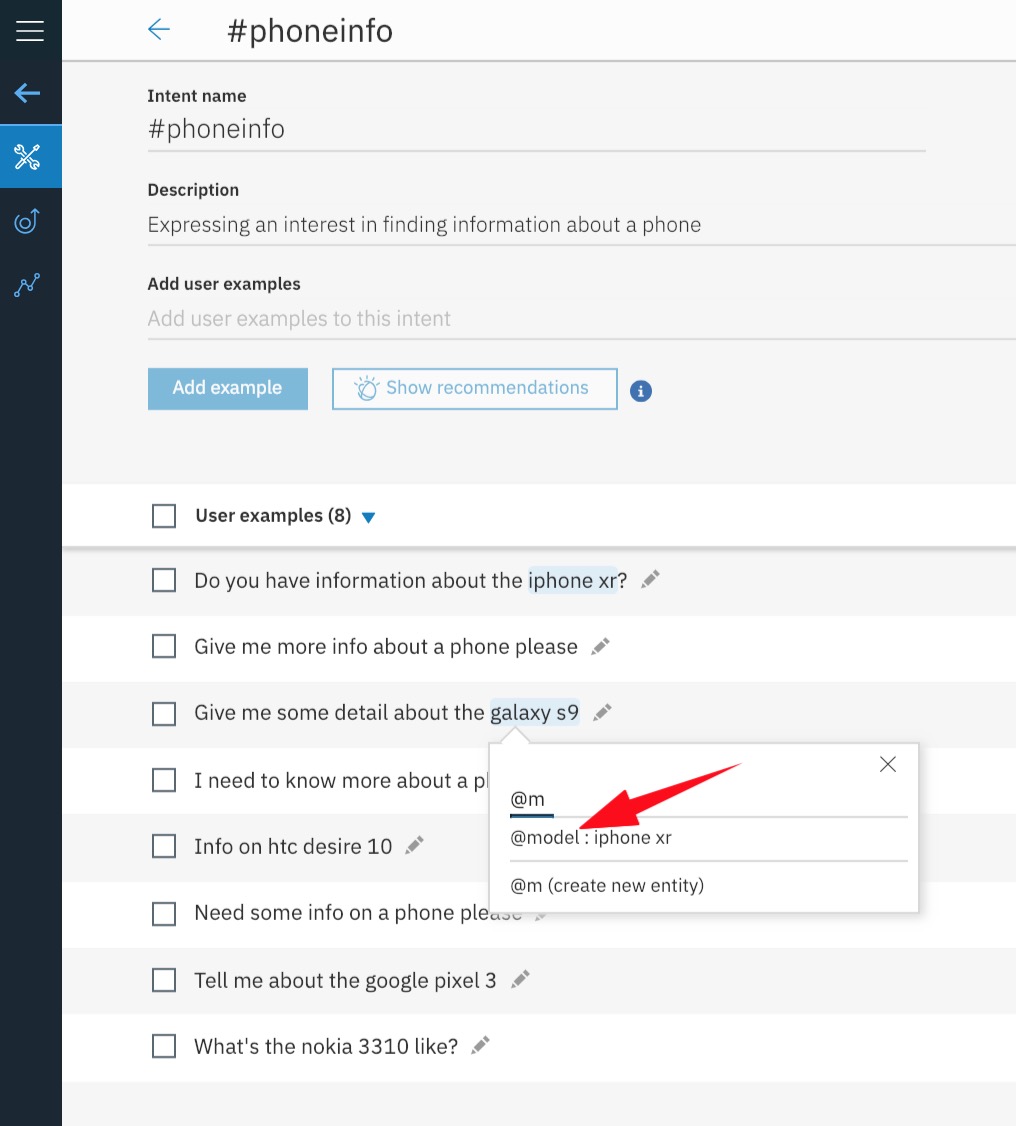 #phoneinfo
Intent name
#phoneinfo
Description
Expressing an interest in finding information about a phone
Add user examples
Add user examples to this intent
Add example
Show recommendations
i
User examples (8)
Do you have information about the iphone xr?
Give me more info about a phone please
Give me some detail about the galaxy s9
@m
@model : iphone xr
@m (create new entity)
I need to know more about a
Info on htc desire 10
Need some info on a phone please
Tell me about the google pixel 3
What's the nokia 3310 like?